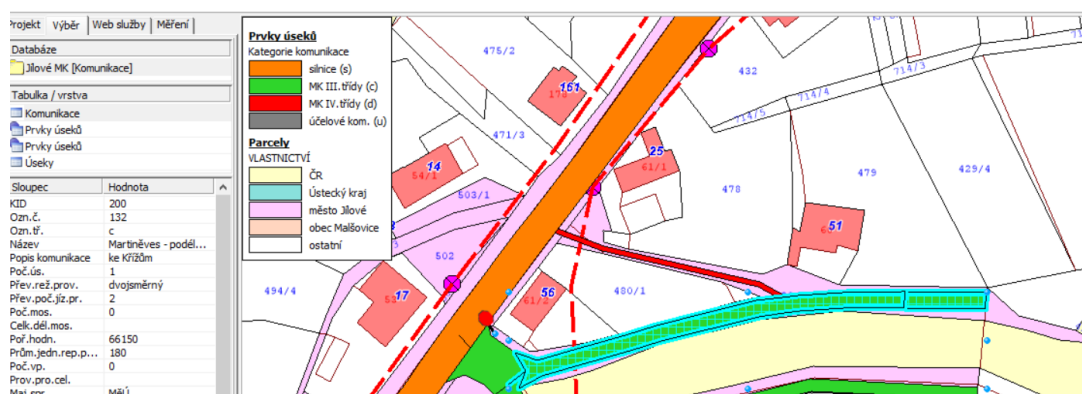 Projekt Výběr Web služby Měření
Databáze
Jílové MK [Komunikace]
Tabulka / vrstva
Komunikace
Prvky úseků
Prvky úseků
Úseky
Sloupec Hodnota
KID 200
Ozn.č. 132
Ozn.tř. c
Název Martiněves - podél...
Popis komunikace ke Křížům
Poč.ús. 1
Přev.rež.prov. dvojsměrný
Přev.poč.jíz.pr. 2
Poč.mos. 0
Celk.dél.mos.
Poř.hodn. 66150
Prům.jedn.rep.p... 180
Poč.vp. 0
Prov.pro.cel.
Maj.spr. MěÚ
Prvky úseků
Kategorie komunikace
silnice (s)
MK III.třídy (c)
MK IV.třídy (d)
účelové kom. (u)
Parcely
VLASTNICTVÍ
ČR
Ústecký kraj
město Jílové
obec Malšovice
ostatní
475/2
432
714/3
714/4
714/5
161
471/3
14
54/1
25
61/1
503/1
478
479
429/4
51
502
494/4
17
56
61/2
480/1